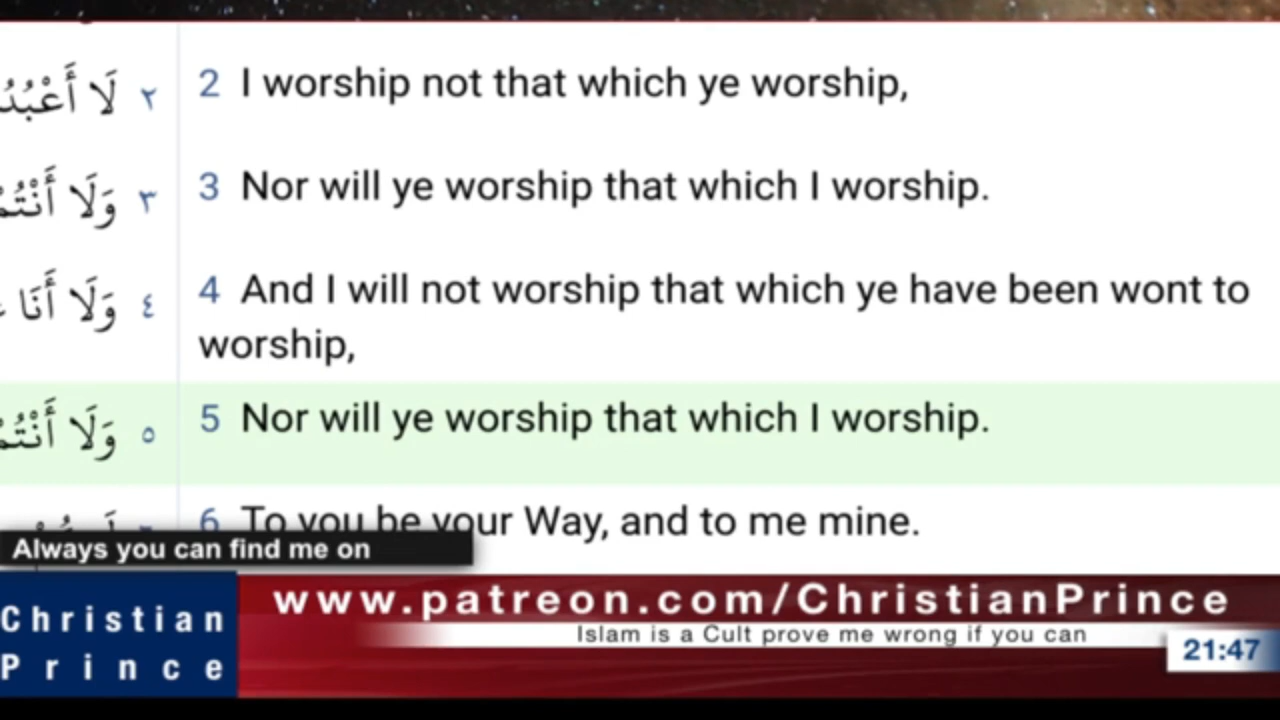 ٢ لَا أَعْبُدُ
2 I worship not that which ye worship,
٣ وَلَا أَنْتُمْ
3 Nor will ye worship that which I worship.
٤ وَلَا أَنَا
4 And I will not worship that which ye have been wont to
worship,
٥ وَلَا أَنْتُمْ
5 Nor will ye worship that which I worship.
6 To you be your Way, and to me mine.
Always you can find me on
Christian
Prince
www.patreon.com/ChristianPrince
Islam is a Cult prove me wrong if you can
21:47